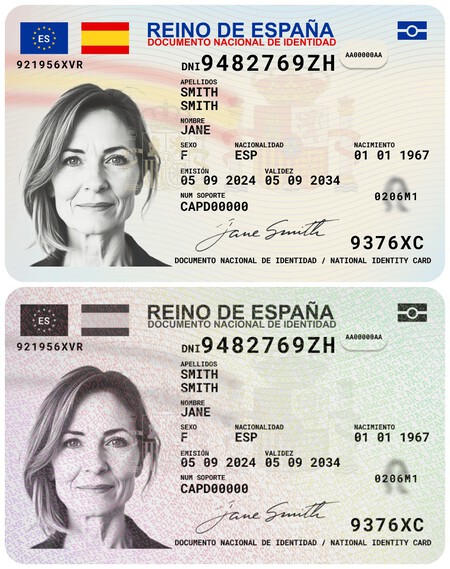 ES
REINO DE ESPAÑA
DOCUMENTO NACIONAL DE IDENTIDAD
921956XVR
DNI 9482769ZH
AA00000AA
APELLIDOS
SMITH
SMITH
NOMBRE
JANE
SEXO NACIONALIDAD NACIMIENTO
F ESP 01 01 1967
EMISIÓN VALIDEZ
05 09 2024 05 09 2034
NUM SOPORTE
CAPD00000
0206M1
Jane Smith
9376XC
DOCUMENTO NACIONAL DE IDENTIDAD / NATIONAL IDENTITY CARD
ES
REINO DE ESPAÑA
DOCUMENTO NACIONAL DE IDENTIDAD
921956XVR
DNI 9482769ZH
AA00000AA
APELLIDOS
SMITH
SMITH
NOMBRE
JANE
SEXO NACIONALIDAD NACIMIENTO
F ESP 01 01 1967
EMISIÓN VALIDEZ
05 09 2024 05 09 2034
NUM SOPORTE
CAPD00000
0206M1
Jane Smith
9376XC
DOCUMENTO NACIONAL DE IDENTIDAD / NATIONAL IDENTITY CARD